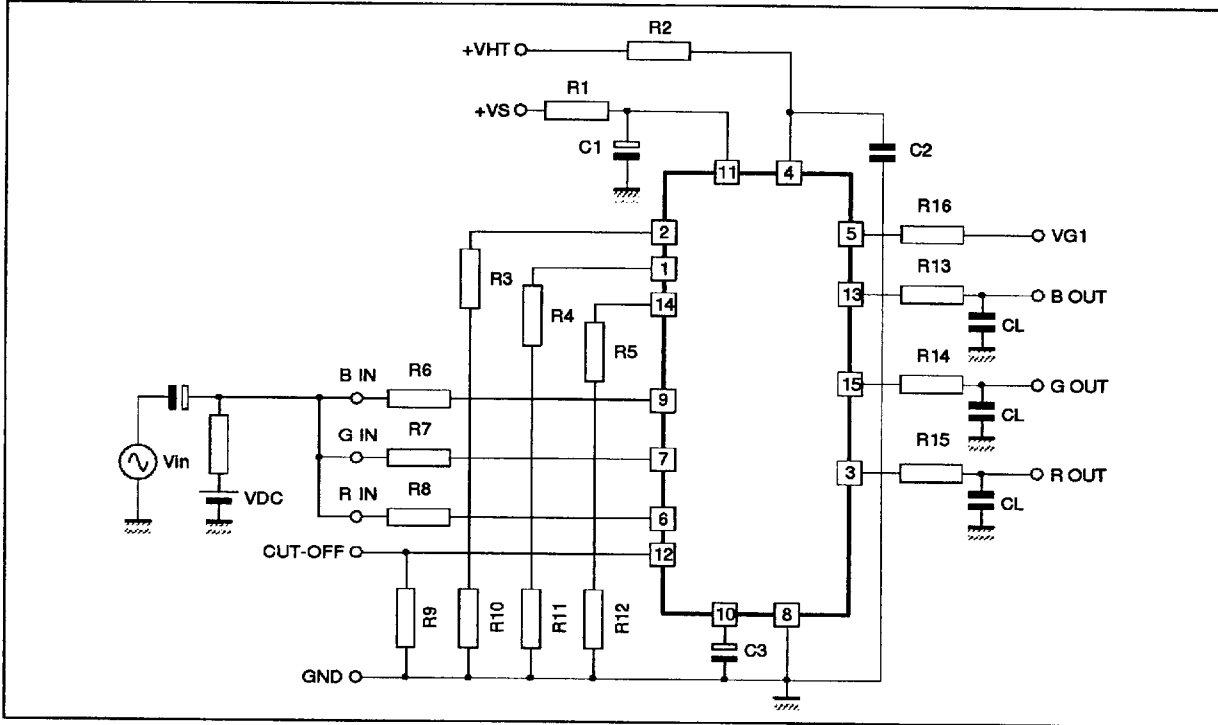 R2
+VHT
R1
+VS
C1
C2
11
4
R16
2
5
VG1
R3
1
R13
R4
14
13
B OUT
CL
R5
R6
R14
B IN
15
G OUT
9
CL
G IN
R7
R15
Vin
7
3
R OUT
VDC
R IN
R8
CL
6
CUT-OFF
12
R9
R10
R11
R12
10
8
C3
GND